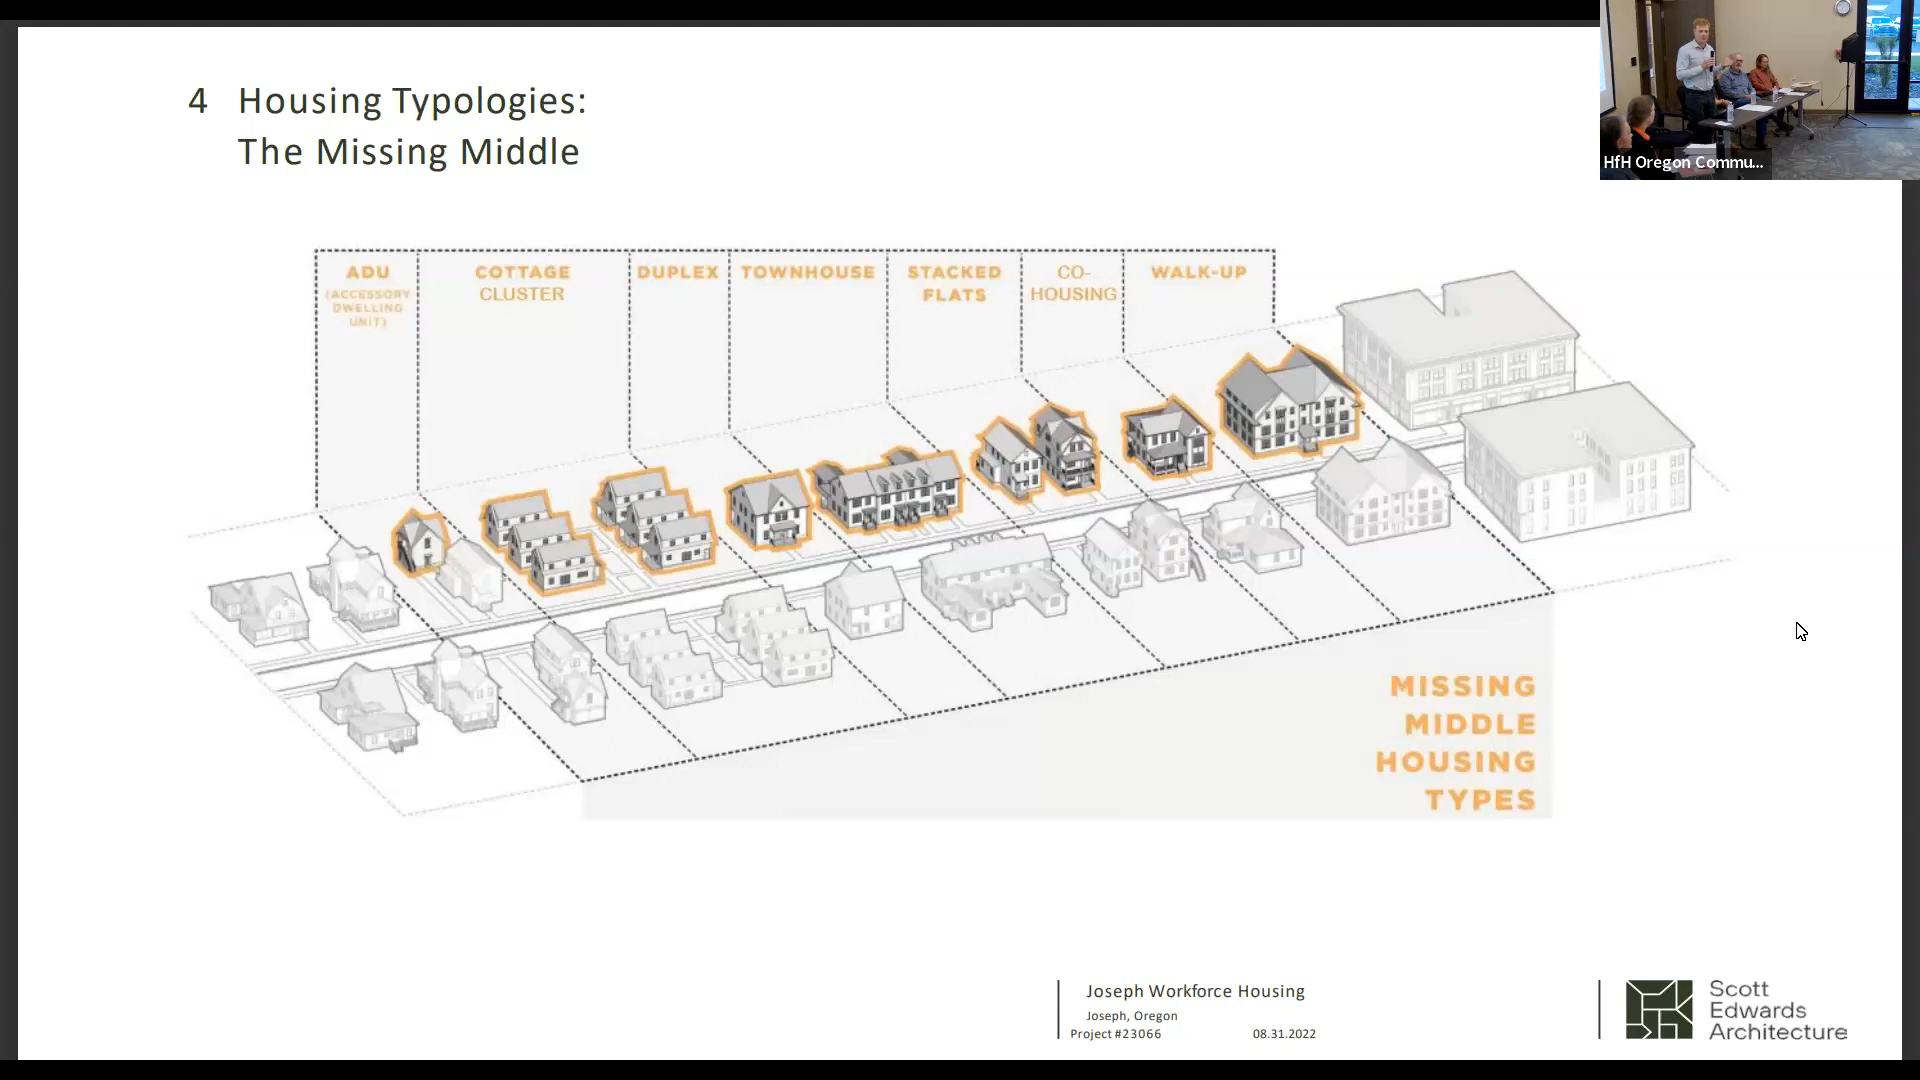 4 Housing Typologies:
The Missing Middle
HfH Oregon Commu...
ADU
(ACCESSORY
DWELLING
UNIT)
COTTAGE
CLUSTER
DUPLEX
TOWNHOUSE
STACKED
FLATS
CO-
HOUSING
WALK-UP
MISSING
MIDDLE
HOUSING
TYPES
Joseph Workforce Housing
Joseph, Oregon
Project #23066 08.31.2022
Scott
Edwards
Architecture